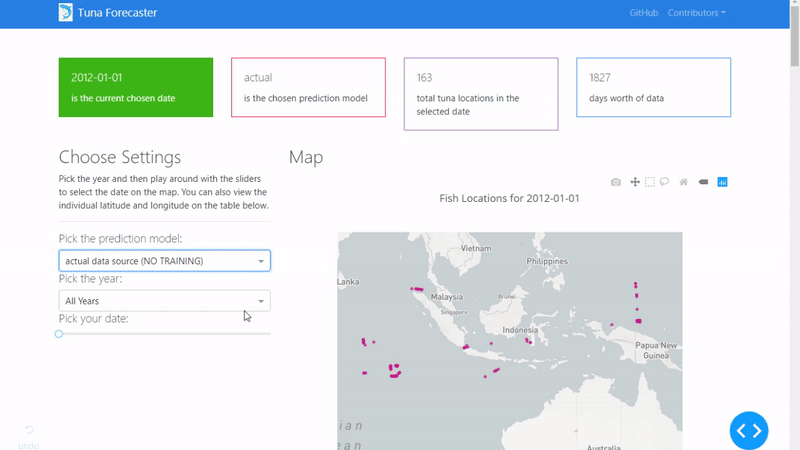 Tuna Forecaster
GitHub
Contributors
2012-01-01
is the current chosen date
actual
is the chosen prediction model
163
total tuna locations in the
selected date
1827
days worth of data
Choose Settings
Pick the year and then play around with the sliders
to select the date on the map. You can also view the
individual latitude and longitude on the table below.
Pick the prediction model:
actual data source (NO TRAINING)
Pick the year:
All Years
Pick your date:
undo
Map
Fish Locations for 2012-01-01
Vietnam
Philippines
Lanka
Malaysia
Brunei
Singapore
Indonesia
Papua New
Guinea
ian
ean
Australia